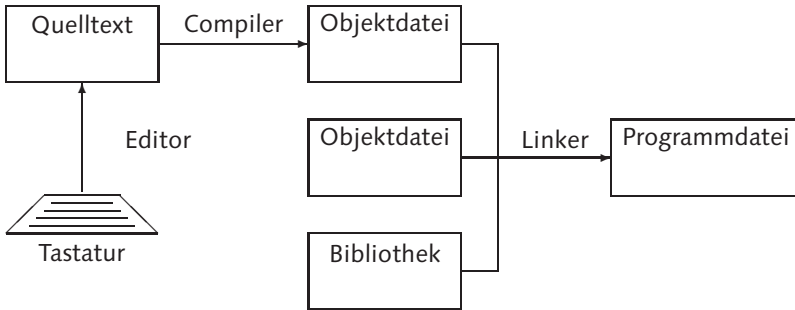 Quelltext
Compiler
Objektdatei
Editor
Objektdatei
Linker
Programmdatei
Tastatur
Bibliothek